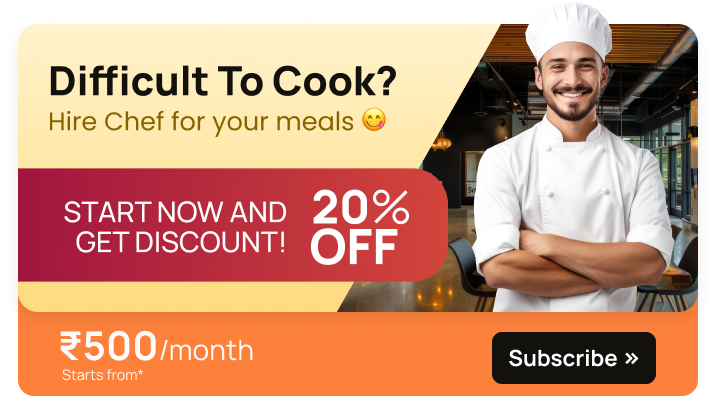 Difficult To Cook?
Hire Chef for your meals 😋
START NOW AND
GET DISCOUNT!
20%
OFF
₹500/month
Starts from*
Subscribe »